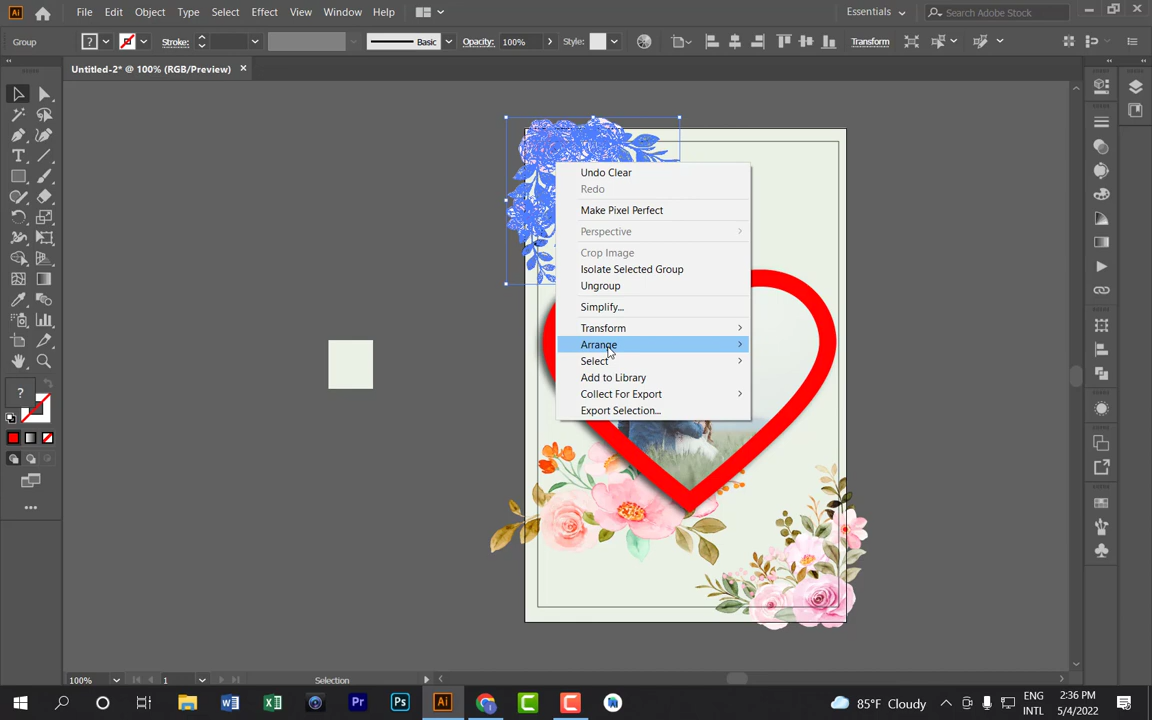 Ai File Edit Object Type Select Effect View Window Help Essentials Search Adobe Stock
Group ? Stroke: Basic Opacity: 100% Style: Transform
Untitled-2* @ 100% (RGB/Preview) ×
Undo Clear
Redo
Make Pixel Perfect
Perspective
Crop Image
Isolate Selected Group
Ungroup
Simplify...
Transform
Arrange
Select
Add to Library
Collect For Export
Export Selection...
?
100% 1 Selection
Pr Ai Ps 85°F Cloudy ENG INTL 2:36 PM 5/4/2022